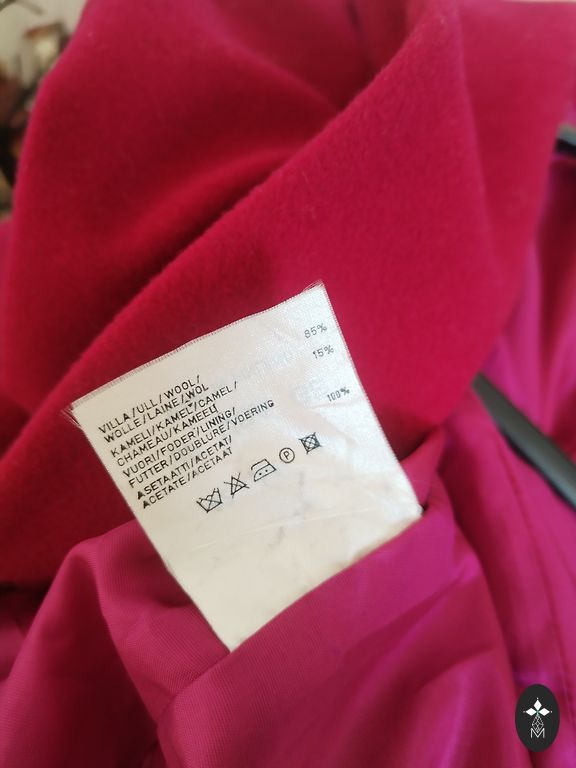 VILLA/ULL/WOOL/
WOLLE/LAINE/WOL 85%
KAMELI/KAMEL/CAMEL/
CHAMEAU/KAMEELI 15%
VUORI/FODER/LINING/
FUTTER/DOUBLURE/VOERING
ASETAATTI/ACETAT/
ACETATE/ACETAAT 100%
P
M